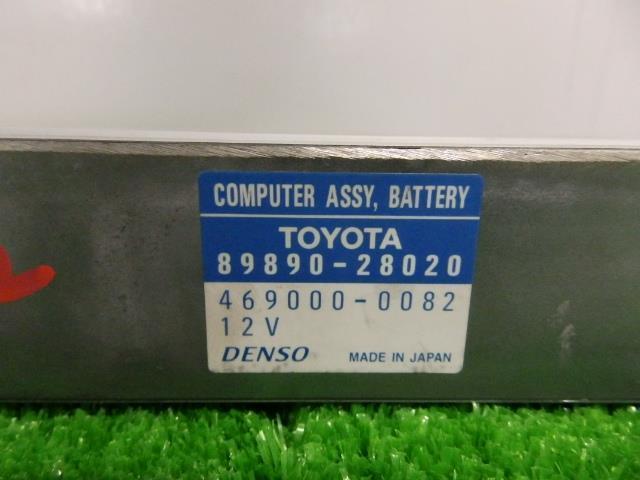 COMPUTER ASSY, BATTERY
TOYOTA
89890-28020
469000-0082
12V
DENSO MADE IN JAPAN